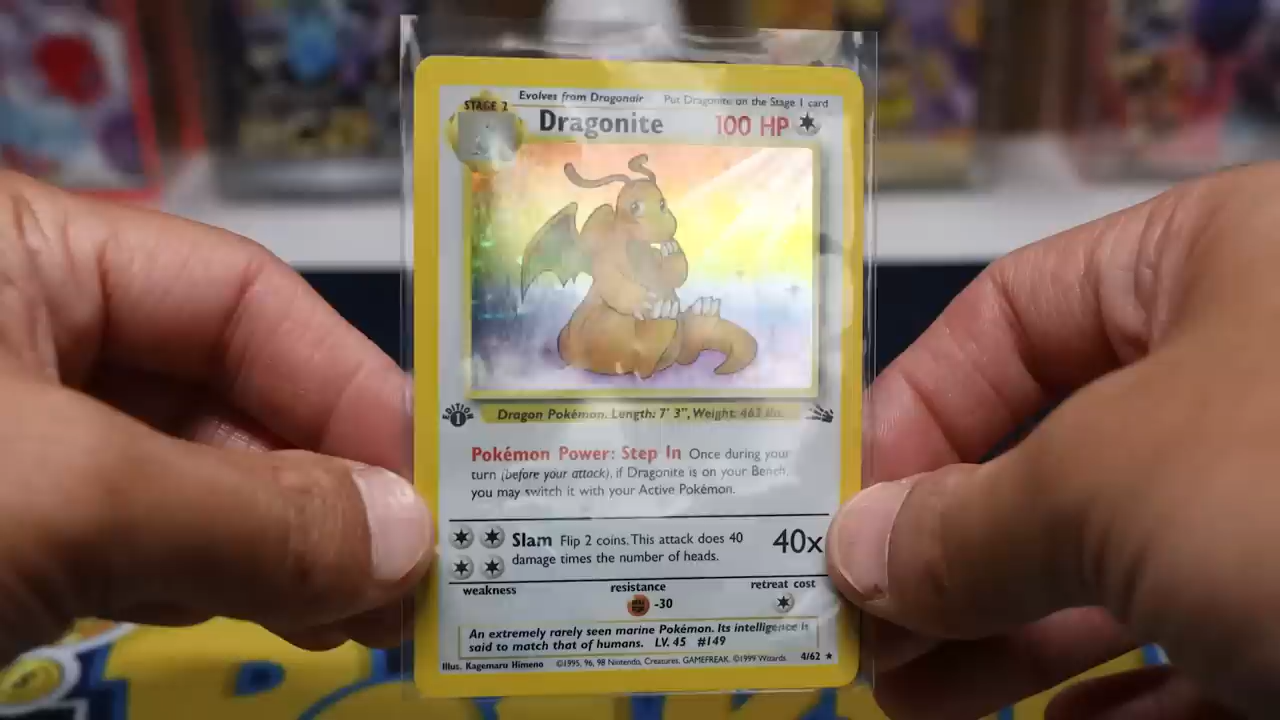 Evolves from Dragonair Put Dragonite on the Stage 1 card
STAGE 2
Dragonite 100 HP
EDITION 1
Dragon Pokémon. Length: 7' 3", Weight: 463 lbs.
Pokémon Power: Step In Once during your
turn (before your attack), if Dragonite is on your Bench,
you may switch it with your Active Pokémon.
Slam Flip 2 coins. This attack does 40 40x
damage times the number of heads.
weakness resistance retreat cost
-30
An extremely rarely seen marine Pokémon. Its intelligence is
said to match that of humans. LV. 45 #149
Illus. Kagemaru Himeno ©1995, 96, 98 Nintendo, Creatures, GAMEFREAK. ©1999 Wizards. 4/62 ★